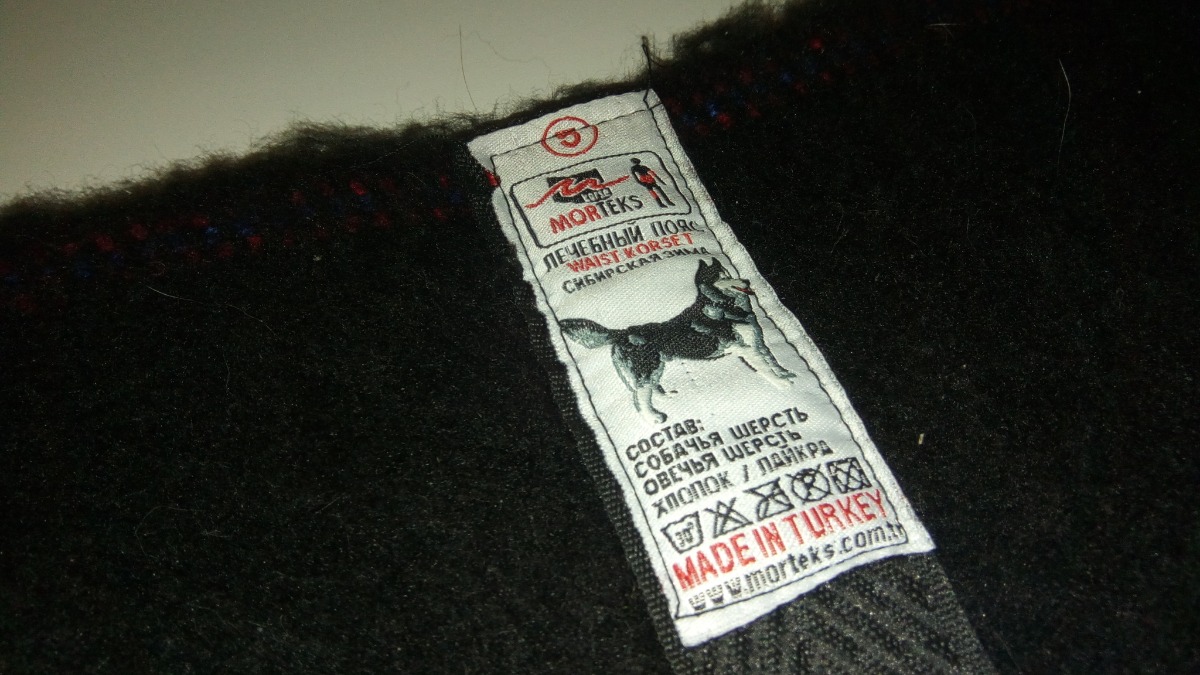 MORTEKS
ЛЕЧЕБНЫЙ ПОЯС
WAIST KORSET
СИБИРСКАЯ ЗИМА
СОСТАВ:
СОБАЧЬЯ ШЕРСТЬ
ОВЕЧЬЯ ШЕРСТЬ
ХЛОПОК / ЛАЙКРА
30°
MADE IN TURKEY
www.morteks.com.tr